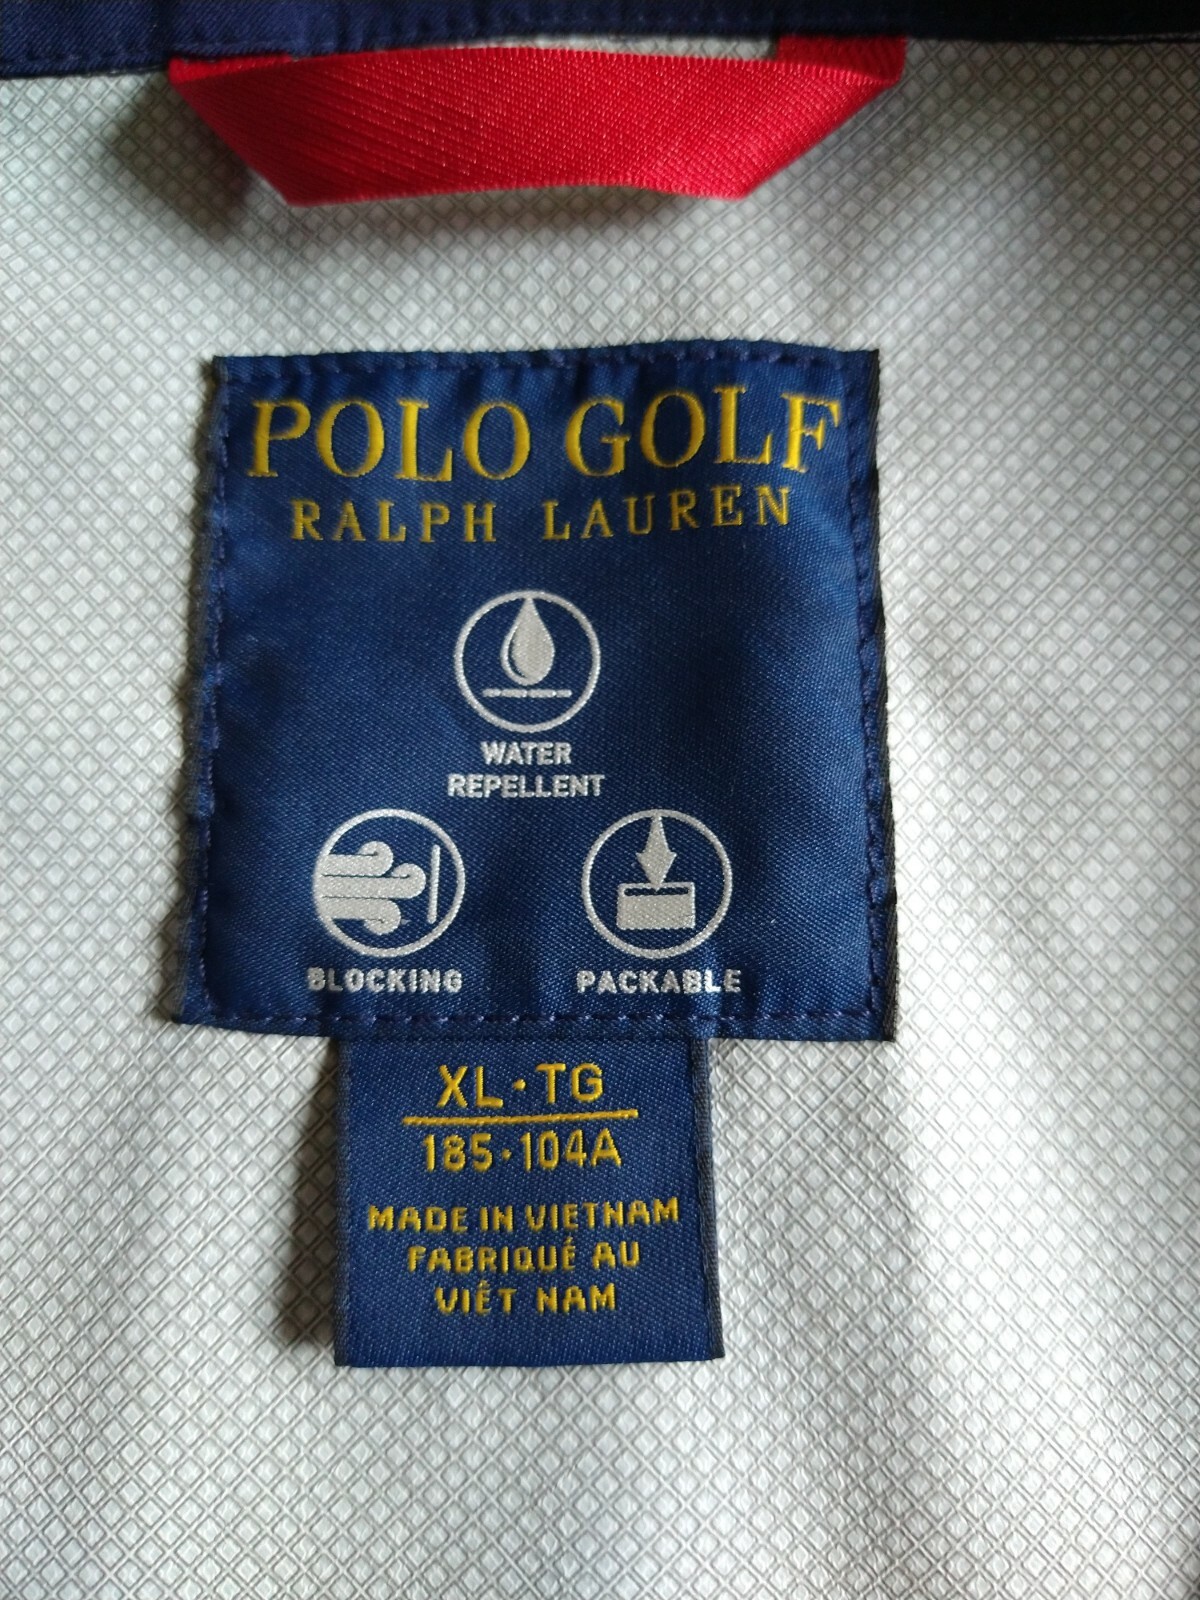 POLO GOLF
RALPH LAUREN
WATER
REPELLENT
BLOCKING
PACKABLE
XL·TG
185·104A
MADE IN VIETNAM
FABRIQUÉ AU
VIÊT NAM